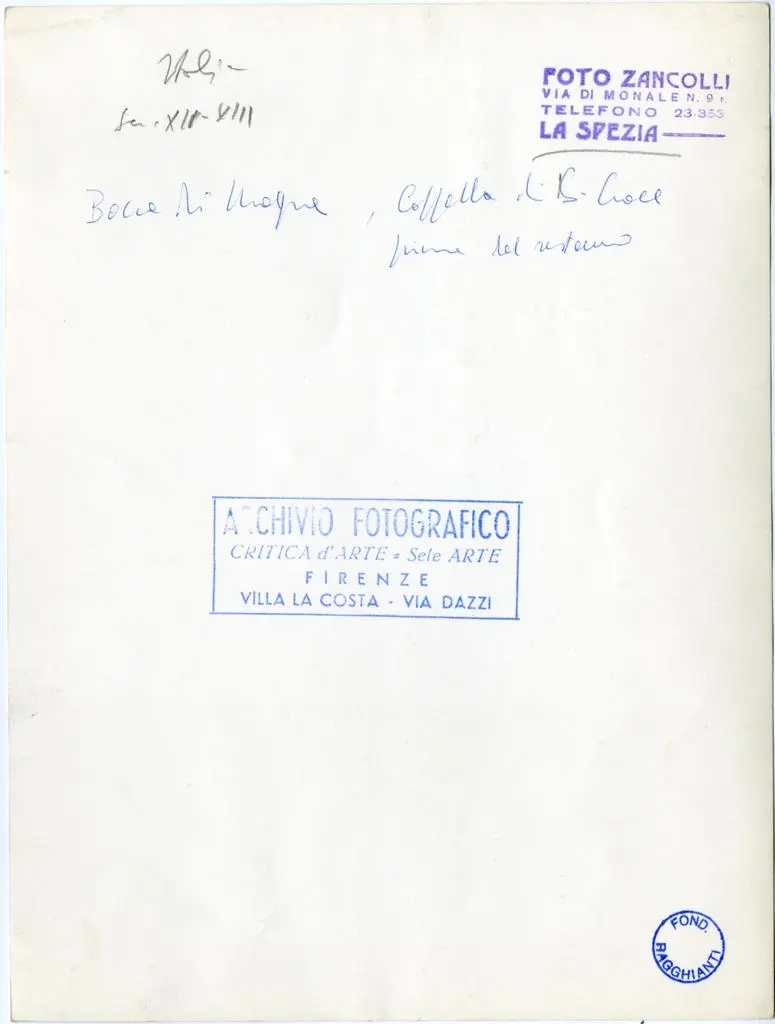 Italia
Sec. XII-XIII
FOTO ZANCOLLI
VIA DI MONALE N. 9 r.
TELEFONO 23-353
LA SPEZIA
Bocca di Magra, Cappella di S. Croce
prima del restauro
ARCHIVIO FOTOGRAFICO
CRITICA d'ARTE = Sele ARTE
FIRENZE
VILLA LA COSTA - VIA DAZZI
FOND.
RAGGHIANTI